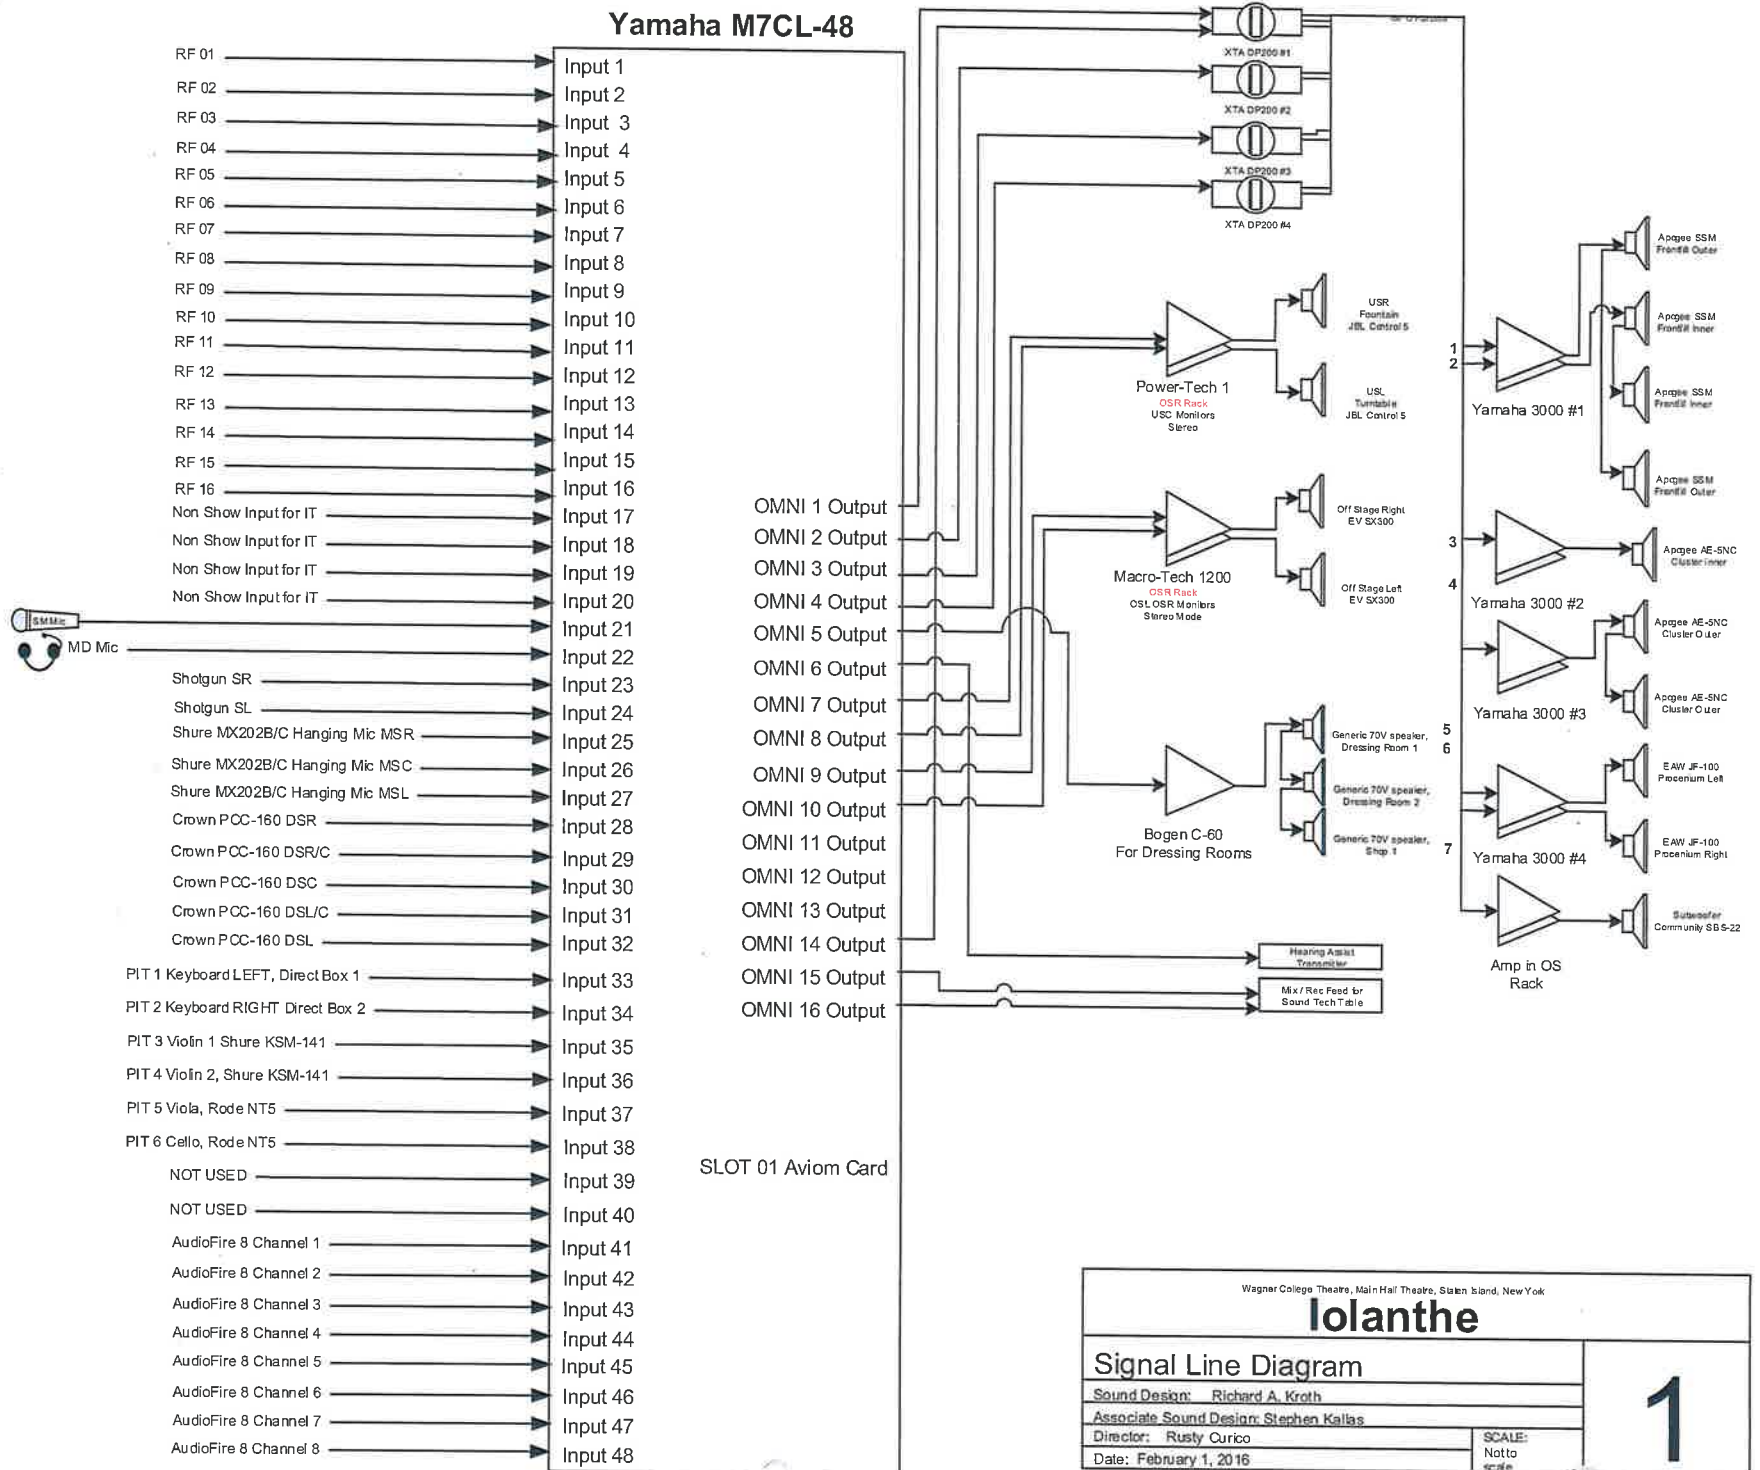 Yamaha M7CL-48
RF 01
RF 02
RF 03
RF 04
RF 05
RF 06
RF 07
RF 08
RF 09
RF 10
RF 11
RF 12
RF 13
RF 14
RF 15
RF 16
Non Show Input for IT
Non Show Input for IT
Non Show Input for IT
Non Show Input for IT
SM Mic
MD Mic
Shotgun SR
Shotgun SL
Shure MX202B/C Hanging Mic MSR
Shure MX202B/C Hanging Mic MSC
Shure MX202B/C Hanging Mic MSL
Crown PCC-160 DSR
Crown PCC-160 DSR/C
Crown PCC-160 DSC
Crown PCC-160 DSL/C
Crown PCC-160 DSL
PIT 1 Keyboard LEFT, Direct Box 1
PIT 2 Keyboard RIGHT Direct Box 2
PIT 3 Violin 1 Shure KSM-141
PIT 4 Violin 2, Shure KSM-141
PIT 5 Viola, Rode NT5
PIT 6 Cello, Rode NT5
NOT USED
NOT USED
AudioFire 8 Channel 1
AudioFire 8 Channel 2
AudioFire 8 Channel 3
AudioFire 8 Channel 4
AudioFire 8 Channel 5
AudioFire 8 Channel 6
AudioFire 8 Channel 7
AudioFire 8 Channel 8
Input 1
Input 2
Input 3
Input 4
Input 5
Input 6
Input 7
Input 8
Input 9
Input 10
Input 11
Input 12
Input 13
Input 14
Input 15
Input 16
Input 17
Input 18
Input 19
Input 20
Input 21
Input 22
Input 23
Input 24
Input 25
Input 26
Input 27
Input 28
Input 29
Input 30
Input 31
Input 32
Input 33
Input 34
Input 35
Input 36
Input 37
Input 38
Input 39
Input 40
Input 41
Input 42
Input 43
Input 44
Input 45
Input 46
Input 47
Input 48
OMNI 1 Output
OMNI 2 Output
OMNI 3 Output
OMNI 4 Output
OMNI 5 Output
OMNI 6 Output
OMNI 7 Output
OMNI 8 Output
OMNI 9 Output
OMNI 10 Output
OMNI 11 Output
OMNI 12 Output
OMNI 13 Output
OMNI 14 Output
OMNI 15 Output
OMNI 16 Output
SLOT 01 Aviom Card
XTA DP200 #1
XTA DP200 #2
XTA DP200 #3
XTA DP200 #4
Power-Tech 1
OSR Rack
USC Monitors
Stereo
USR
Fountain
JBL Control 5
USL
Turntable
JBL Control 5
Macro-Tech 1200
OSR Rack
OSL OSR Monitors
Stereo Mode
Off Stage Right
EV SX300
Off Stage Left
EV SX300
Bogen C-60
For Dressing Rooms
Generic 70V speaker,
Dressing Room 1
Generic 70V speaker,
Dressing Room 2
Generic 70V speaker,
Shop 1
Hearing Assist
Transmitter
Mix / Rec Feed for
Sound Tech Table
1
2
3
4
5
6
7
Yamaha 3000 #1
Yamaha 3000 #2
Yamaha 3000 #3
Yamaha 3000 #4
Amp in OS
Rack
Apogee SSM
Frontfill Outer
Apogee SSM
Frontfill Inner
Apogee SSM
Frontfill Inner
Apogee SSM
Frontfill Outer
Apogee AE-5NC
Cluster Inner
Apogee AE-5NC
Cluster Outer
Apogee AE-5NC
Cluster Outer
EAW JF-100
Procenium Left
EAW JF-100
Procenium Right
Subwoofer
Community SBS-22
Wagner College Theatre, Main Hall Theatre, Staten Island, New York
Iolanthe
Signal Line Diagram
Sound Design: Richard A. Kroth
Associate Sound Design: Stephen Kallas
Director: Rusty Curico
Date: February 1, 2016
SCALE:
Not to
scale
1